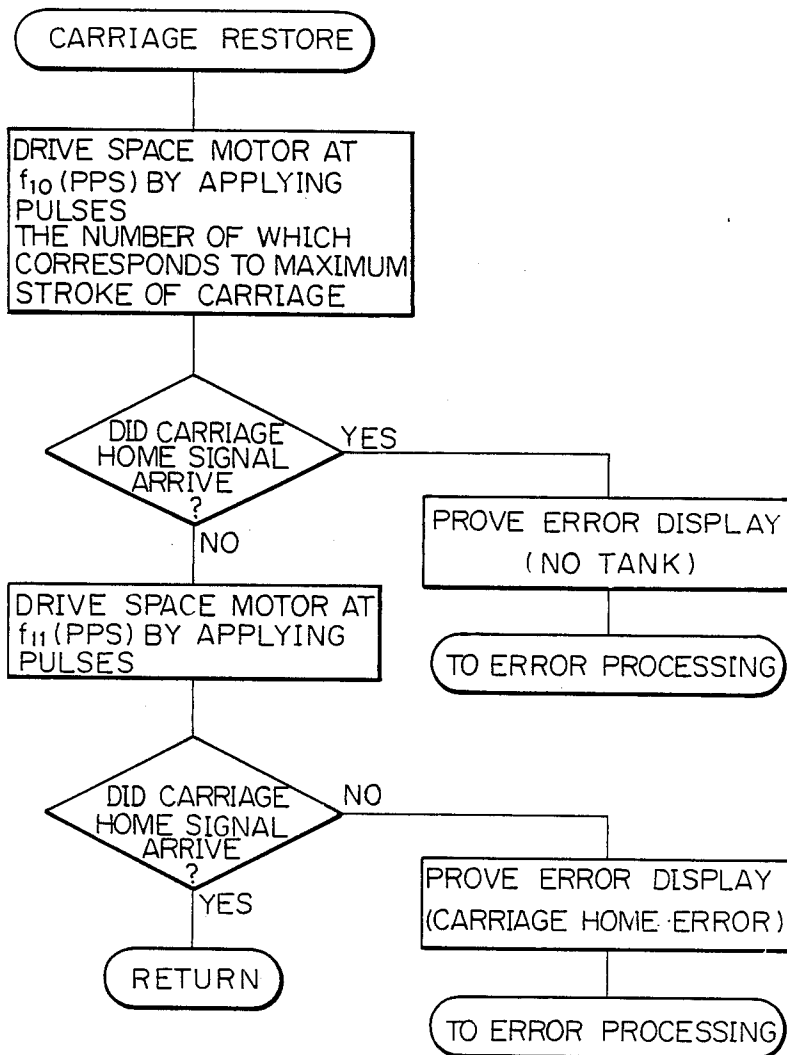 CARRIAGE RESTORE
DRIVE SPACE MOTOR AT
f10 (PPS) BY APPLYING
PULSES
THE NUMBER OF WHICH
CORRESPONDS TO MAXIMUM
STROKE OF CARRIAGE
DID CARRIAGE
HOME SIGNAL
ARRIVE
?
YES
NO
PROVE ERROR DISPLAY
(NO TANK)
TO ERROR PROCESSING
DRIVE SPACE MOTOR AT
f11 (PPS) BY APPLYING
PULSES
DID CARRIAGE
HOME SIGNAL
ARRIVE
?
NO
YES
PROVE ERROR DISPLAY
(CARRIAGE HOME ERROR)
RETURN
TO ERROR PROCESSING